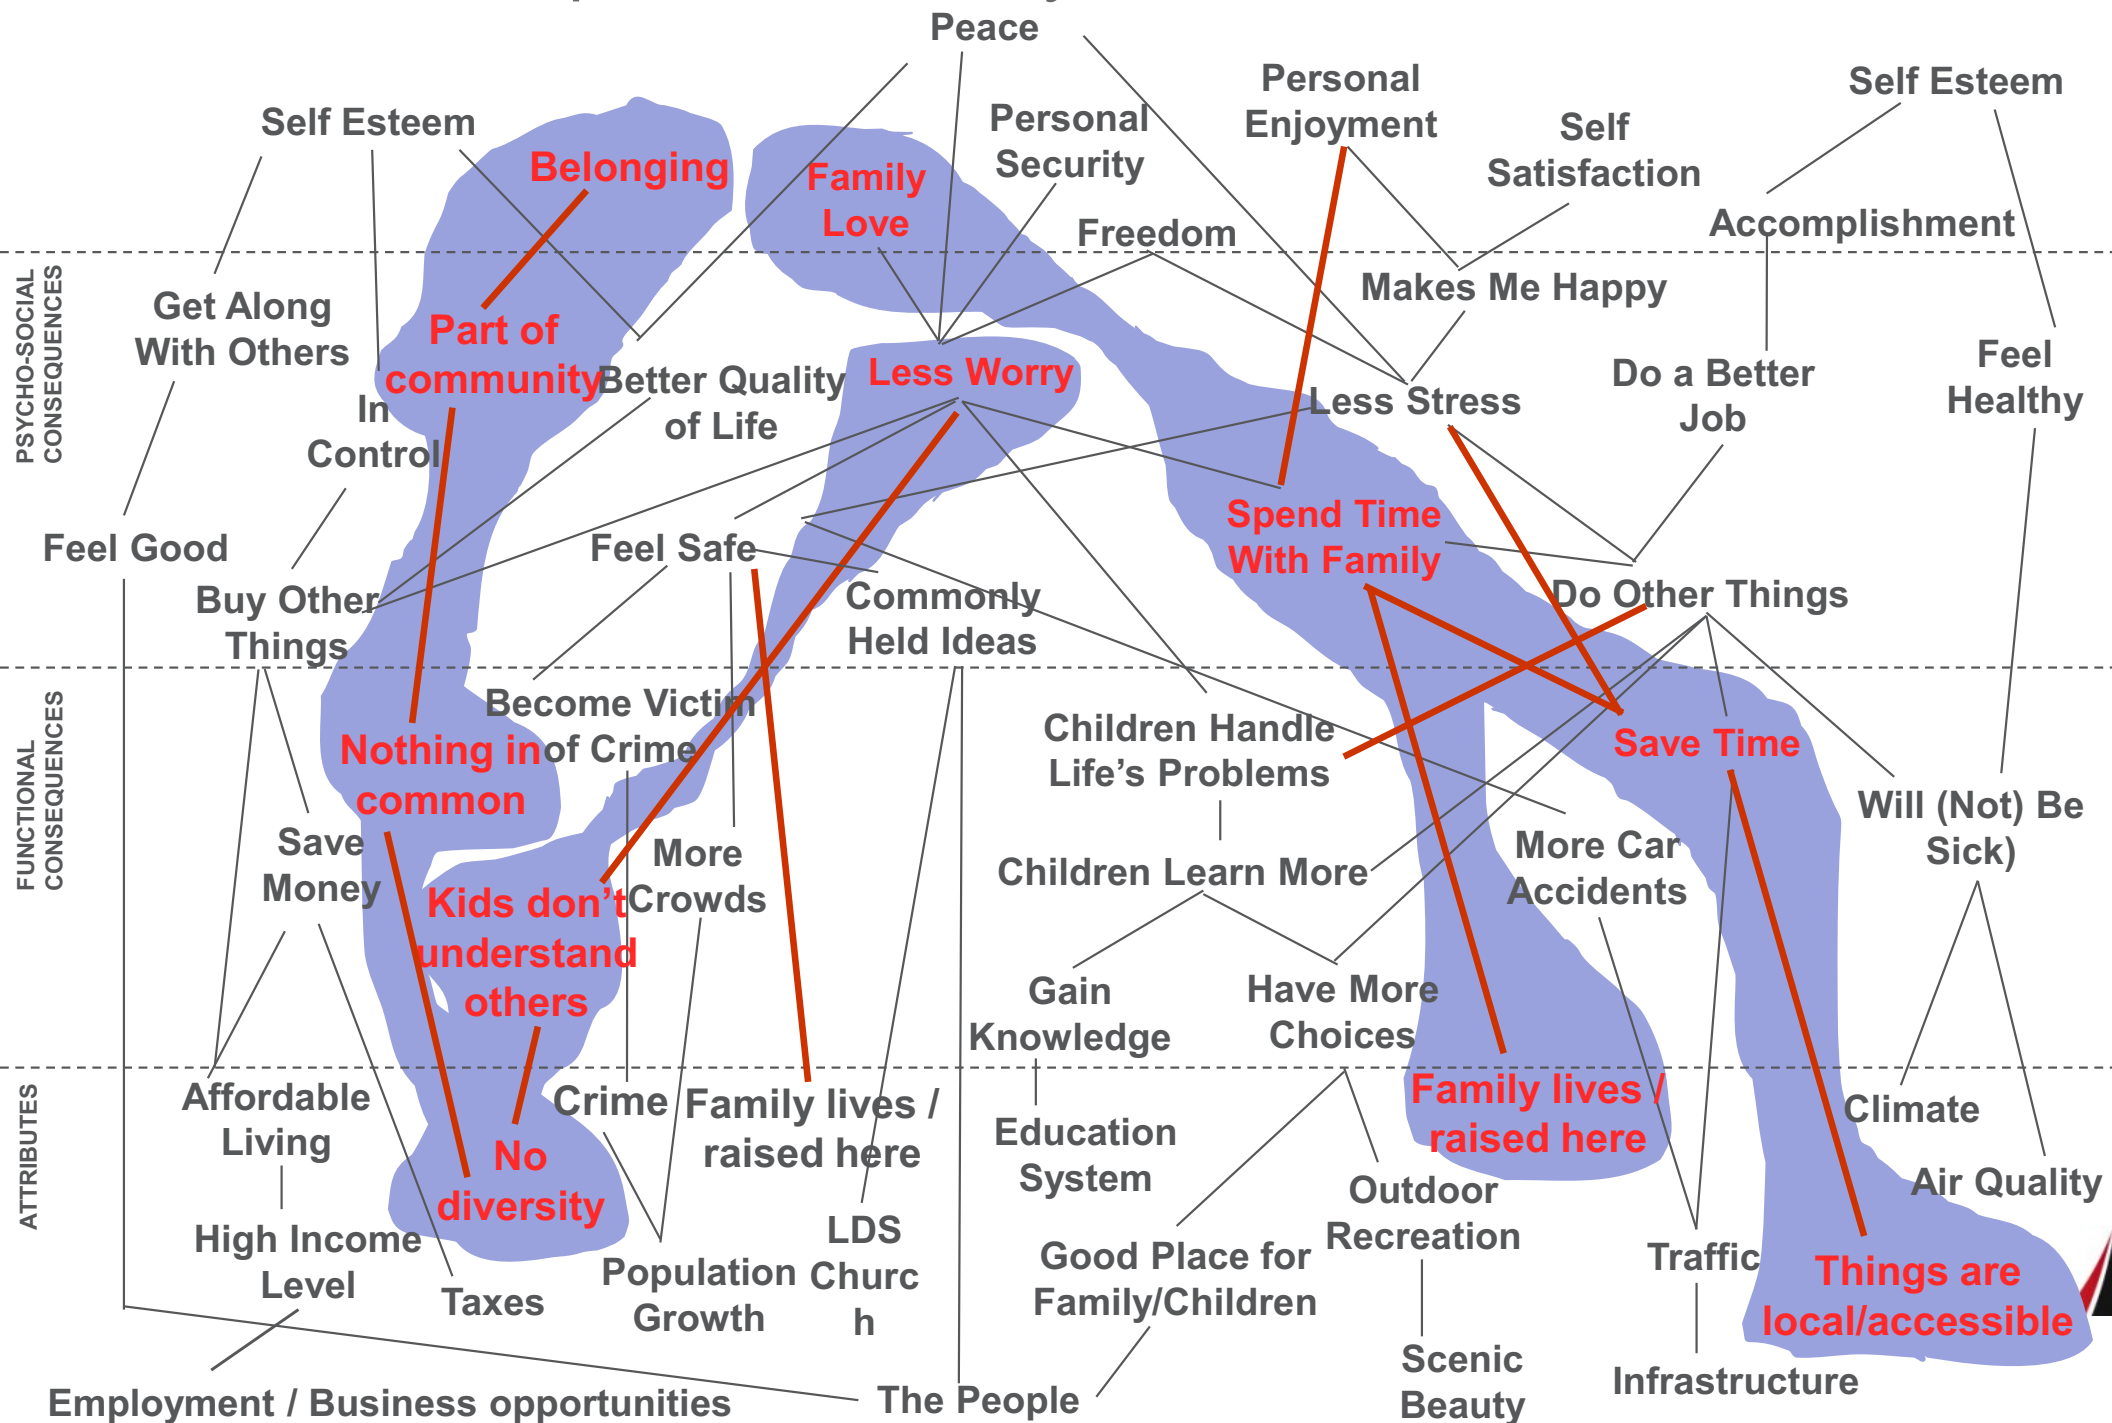 Peace
Personal
Enjoyment
Self Esteem
Self Esteem
Personal
Security
Self
Satisfaction
Belonging
Family
Love
Freedom
Accomplishment
PSYCHO-SOCIAL
CONSEQUENCES
Get Along
With Others
Part of
community
Makes Me Happy
In
Control
Better Quality
of Life
Less Worry
Less Stress
Do a Better
Job
Feel
Healthy
Feel Good
Feel Safe
Spend Time
With Family
Buy Other
Things
Commonly
Held Ideas
Do Other Things
FUNCTIONAL
CONSEQUENCES
Become Victim
of Crime
Nothing in
common
Children Handle
Life's Problems
Save Time
Save
Money
More
Crowds
Children Learn More
More Car
Accidents
Will (Not) Be
Sick)
Kids don't
understand
others
Gain
Knowledge
Have More
Choices
ATTRIBUTES
Affordable
Living
Crime
Family lives /
raised here
Education
System
Family lives /
raised here
Climate
No
diversity
Outdoor
Recreation
Air Quality
High Income
Level
Taxes
Population
Growth
LDS
Churc
h
Good Place for
Family/Children
Traffic
Things are
local/accessible
Employment / Business opportunities
The People
Scenic
Beauty
Infrastructure